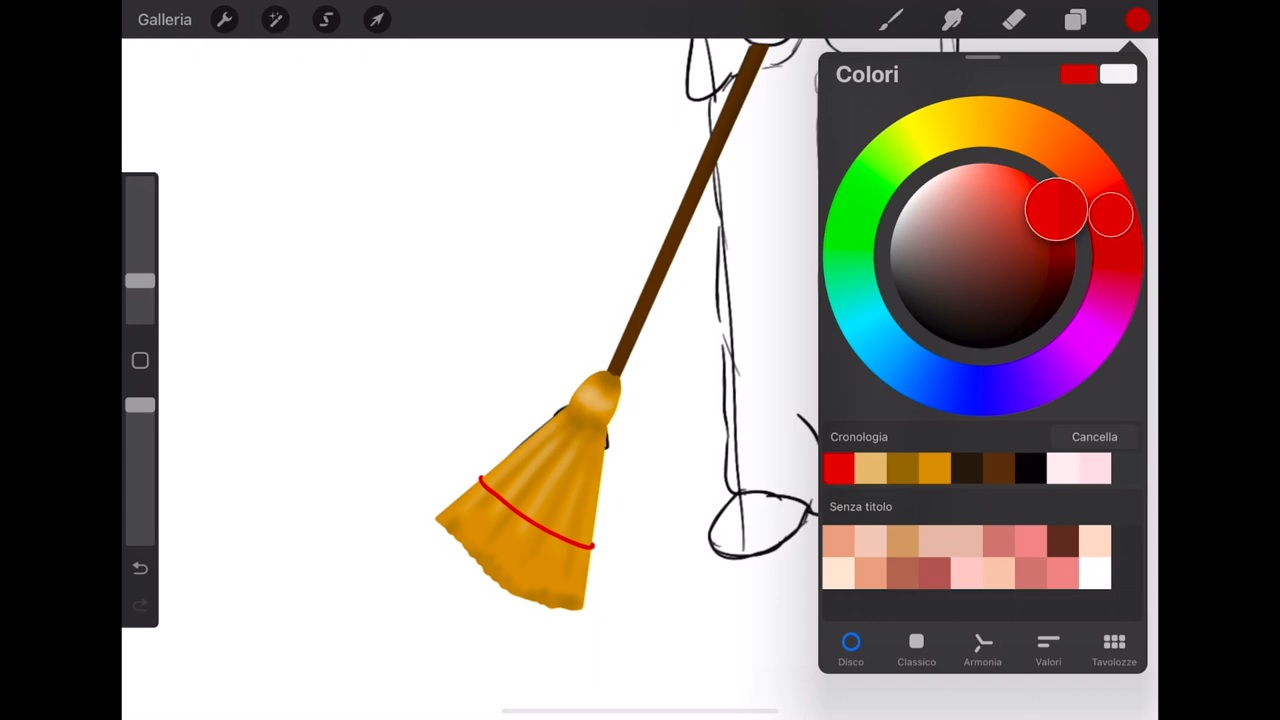 Galleria
Colori
Cronologia
Cancella
Senza titolo
Disco
Classico
Armonia
Valori
Tavolozze